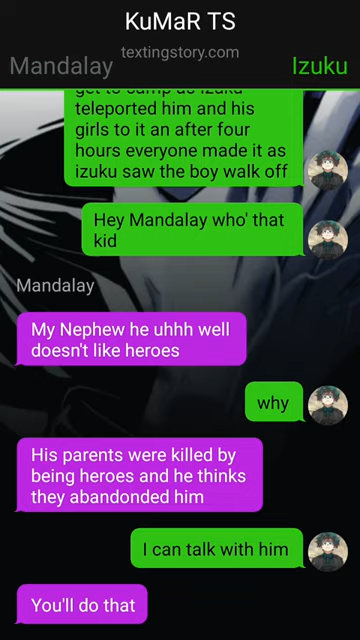 KuMaR TS
textingstory.com
Mandalay
Izuku
get to camp as izuku
teleported him and his
girls to it an after four
hours everyone made it as
izuku saw the boy walk off
Hey Mandalay who' that
kid
Mandalay
My Nephew he uhhh well
doesn't like heroes
why
His parents were killed by
being heroes and he thinks
they abandonded him
I can talk with him
You'll do that